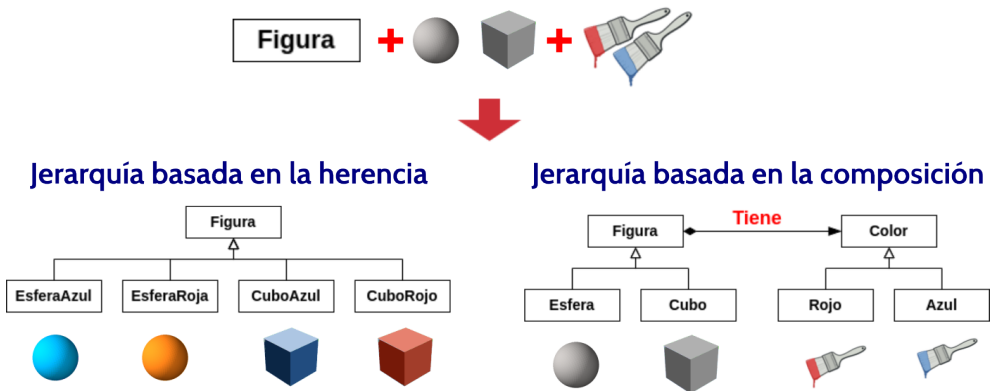 Figura
Jerarquía basada en la herencia
Jerarquía basada en la composición
Figura
EsferaAzul
EsferaRoja
CuboAzul
CuboRojo
Tiene
Figura
Color
Esfera
Cubo
Rojo
Azul